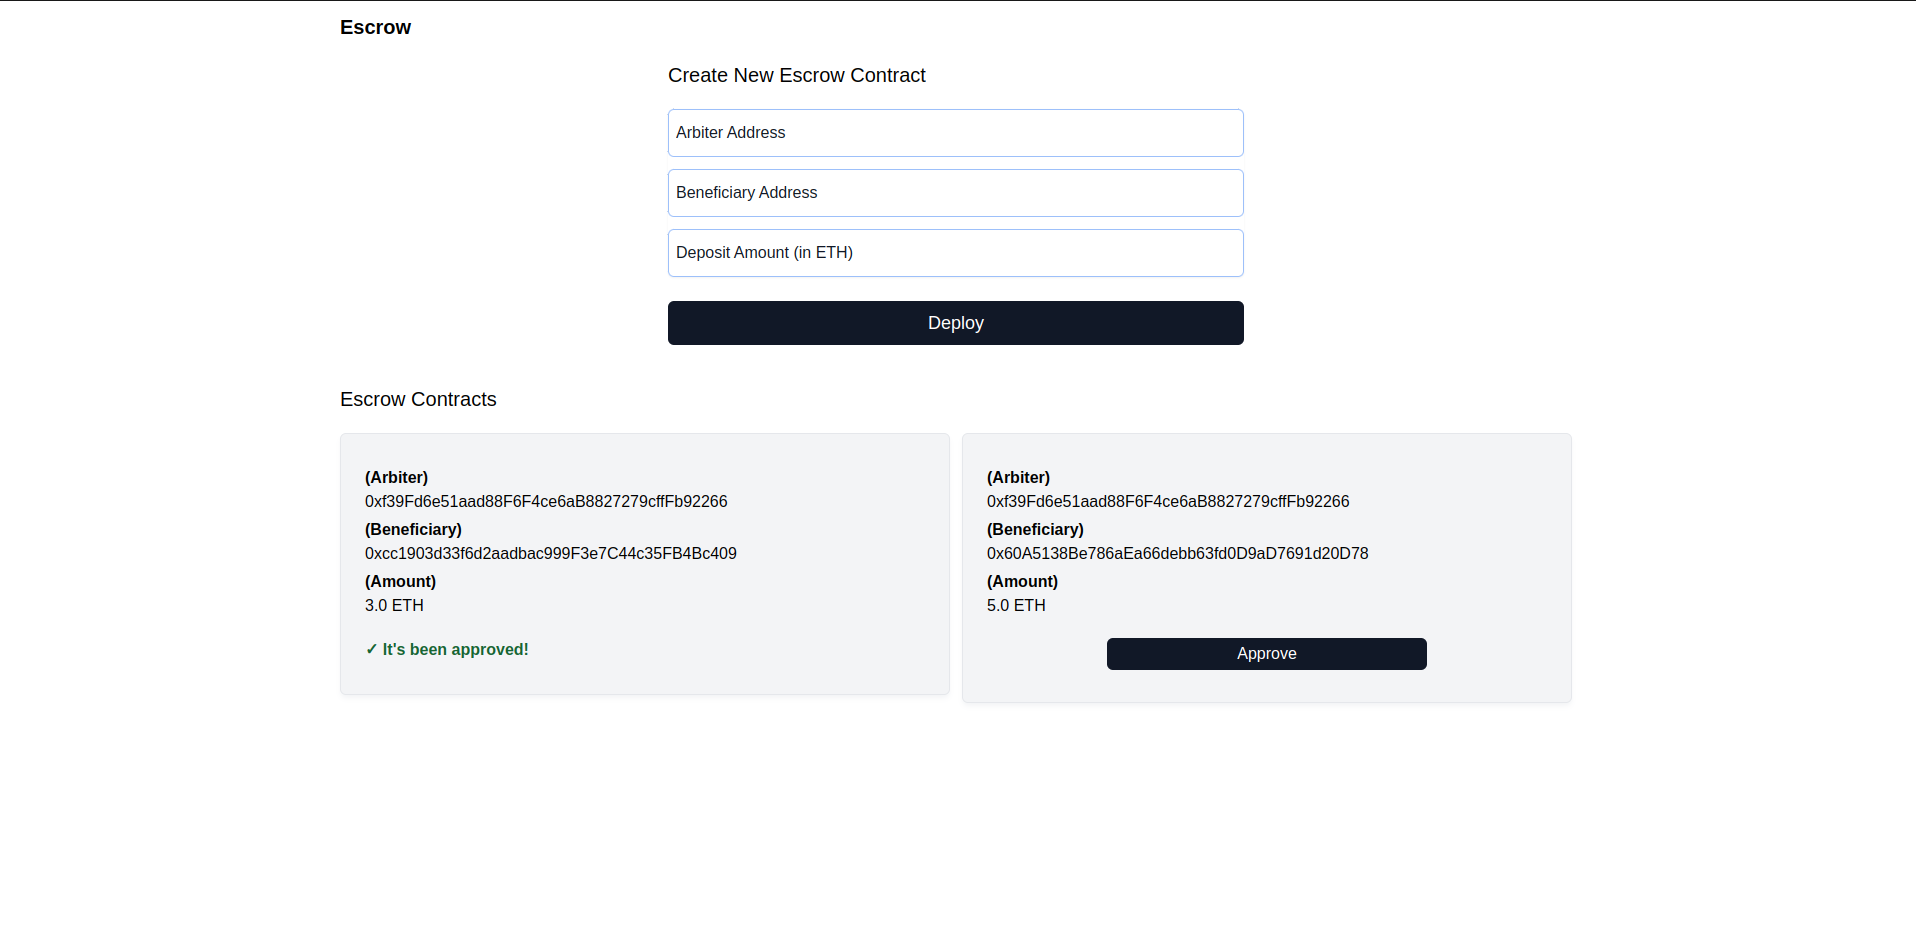 Escrow
Create New Escrow Contract
Arbiter Address
Beneficiary Address
Deposit Amount (in ETH)
Deploy
Escrow Contracts
(Arbiter)
0xf39Fd6e51aad88F6F4ce6aB8827279cffFb92266
(Beneficiary)
0xcc1903d33f6d2aadbac999F3e7C44c35FB4Bc409
(Amount)
3.0 ETH
✓ It's been approved!
(Arbiter)
0xf39Fd6e51aad88F6F4ce6aB8827279cffFb92266
(Beneficiary)
0x60A5138Be786aEa66debb63fd0D9aD7691d20D78
(Amount)
5.0 ETH
Approve